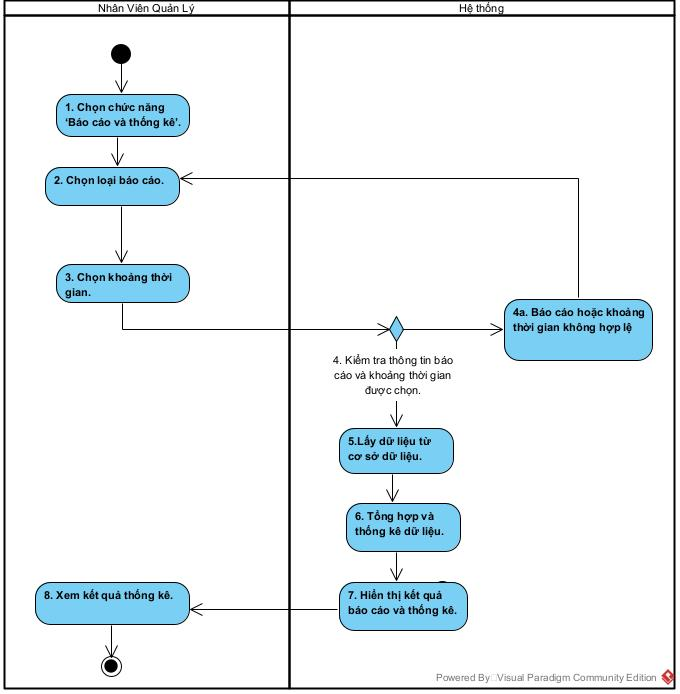 Nhân Viên Quản Lý
Hệ thống
1. Chọn chức năng
‘Báo cáo và thống kê’.
2. Chọn loại báo cáo.
3. Chọn khoảng thời
gian.
4a. Báo cáo hoặc khoảng
thời gian không hợp lệ
4. Kiểm tra thông tin báo
cáo và khoảng thời gian
được chọn.
5.Lấy dữ liệu từ
cơ sở dữ liệu.
6. Tổng hợp và
thống kê dữ liệu.
7. Hiển thị kết quả
báo cáo và thống kê.
8. Xem kết quả thống kê.
Powered By Visual Paradigm Community Edition